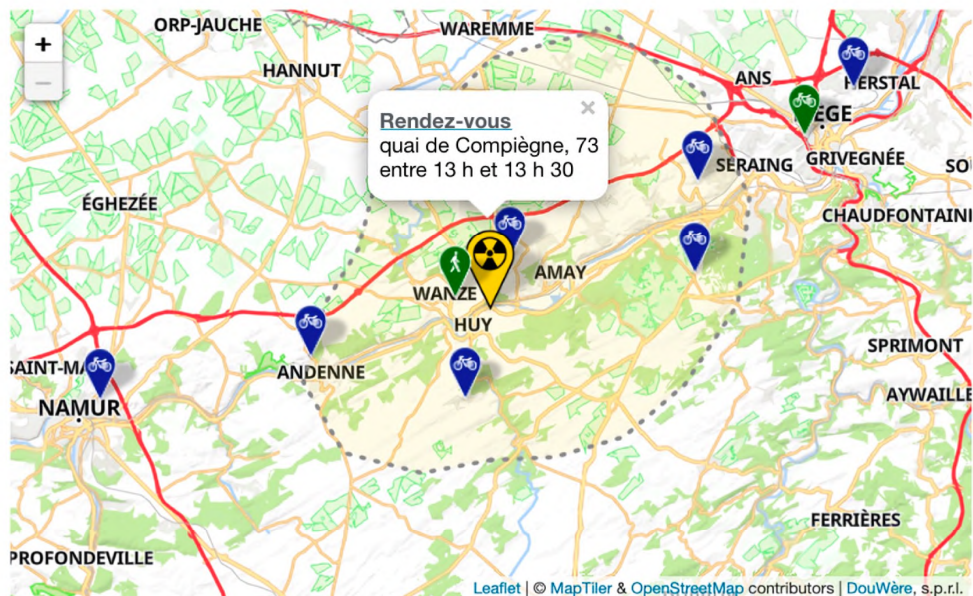 ORP-JAUCHE
WAREMME
+
HANNUT
ANS
HERSTAL
−
×
Rendez-vous
quai de Compiègne, 73
entre 13 h et 13 h 30
SERAING
GRIVEGNÉE
SO
ÉGHEZÉE
CHAUDFONTAINE
AMAY
WANZE
HUY
SPRIMONT
ANDENNE
AYWAILLE
NAMUR
FERRIÈRES
PROFONDEVILLE
Leaflet | © MapTiler & OpenStreetMap contributors | DouWère, s.p.r.l.